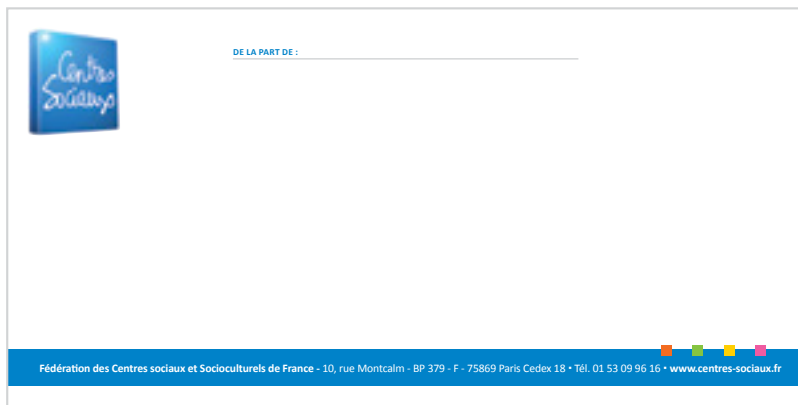 Centres
Sociaux
DE LA PART DE :
Fédération des Centres sociaux et Socioculturels de France - 10, rue Montcalm - BP 379 - F - 75869 Paris Cedex 18 • Tél. 01 53 09 96 16 • www.centres-sociaux.fr